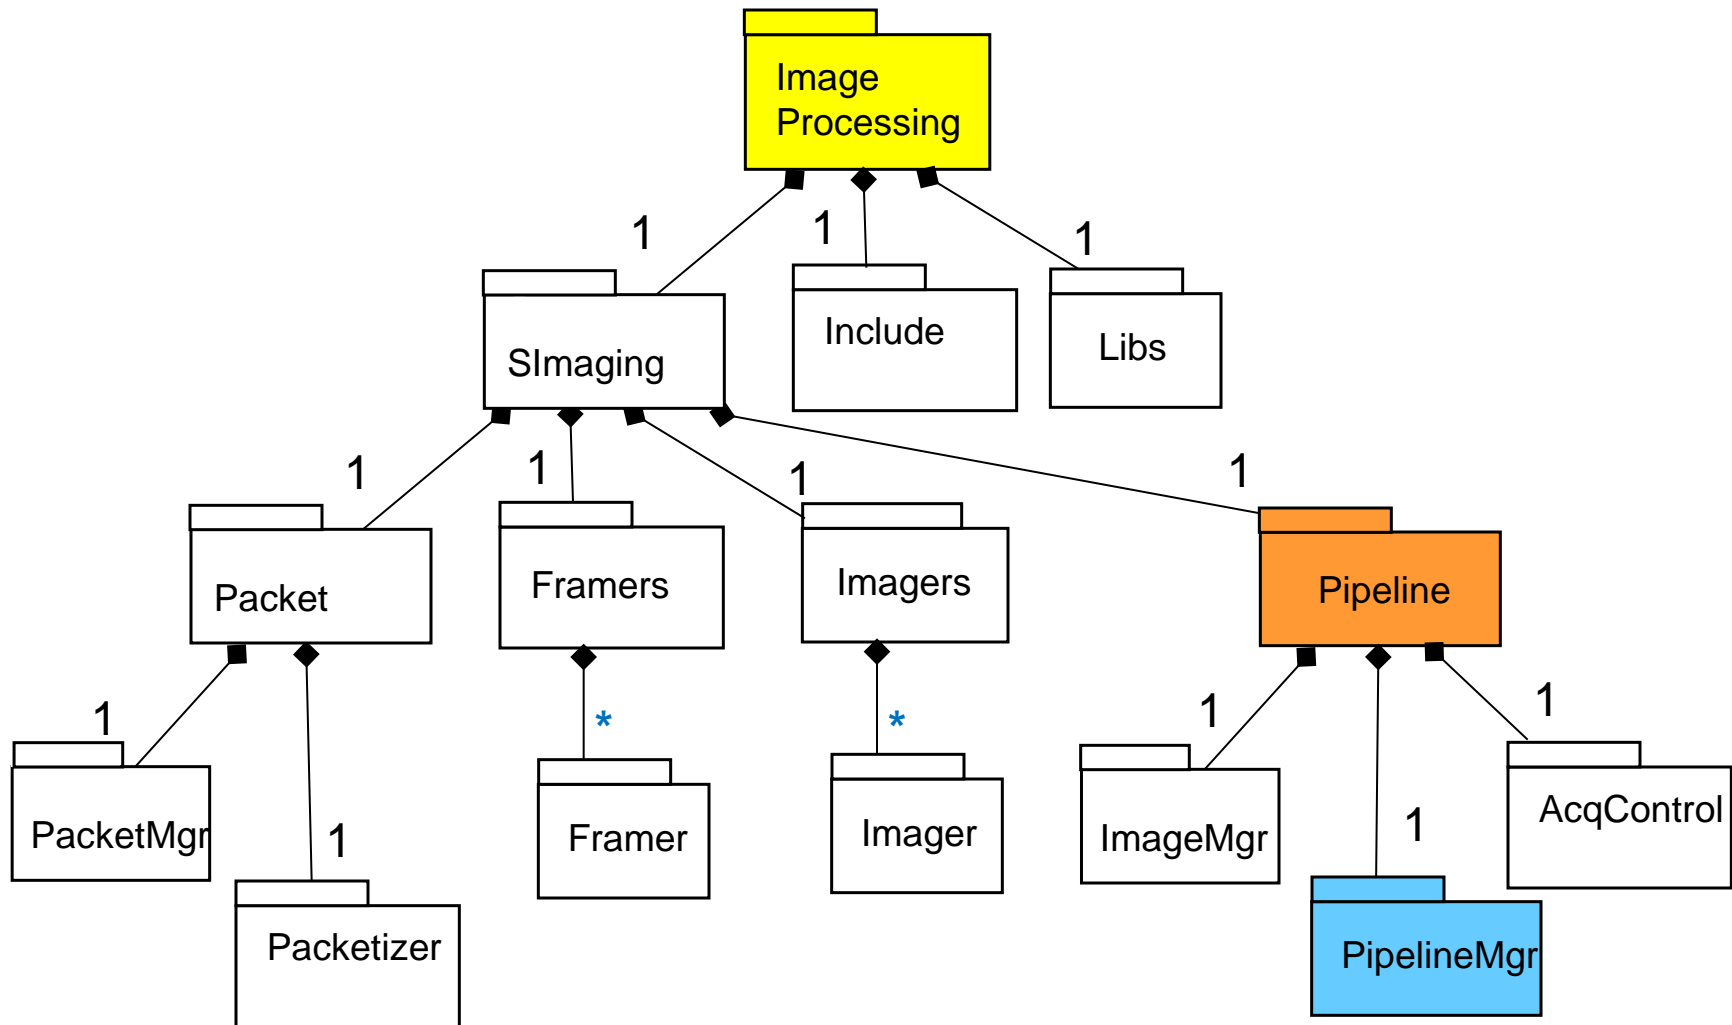 Image
Processing
1
1
1
SImaging
Include
Libs
1
1
1
1
Packet
Framers
Imagers
Pipeline
1
*
*
1
1
PacketMgr
1
Framer
Imager
ImageMgr
1
AcqControl
Packetizer
PipelineMgr